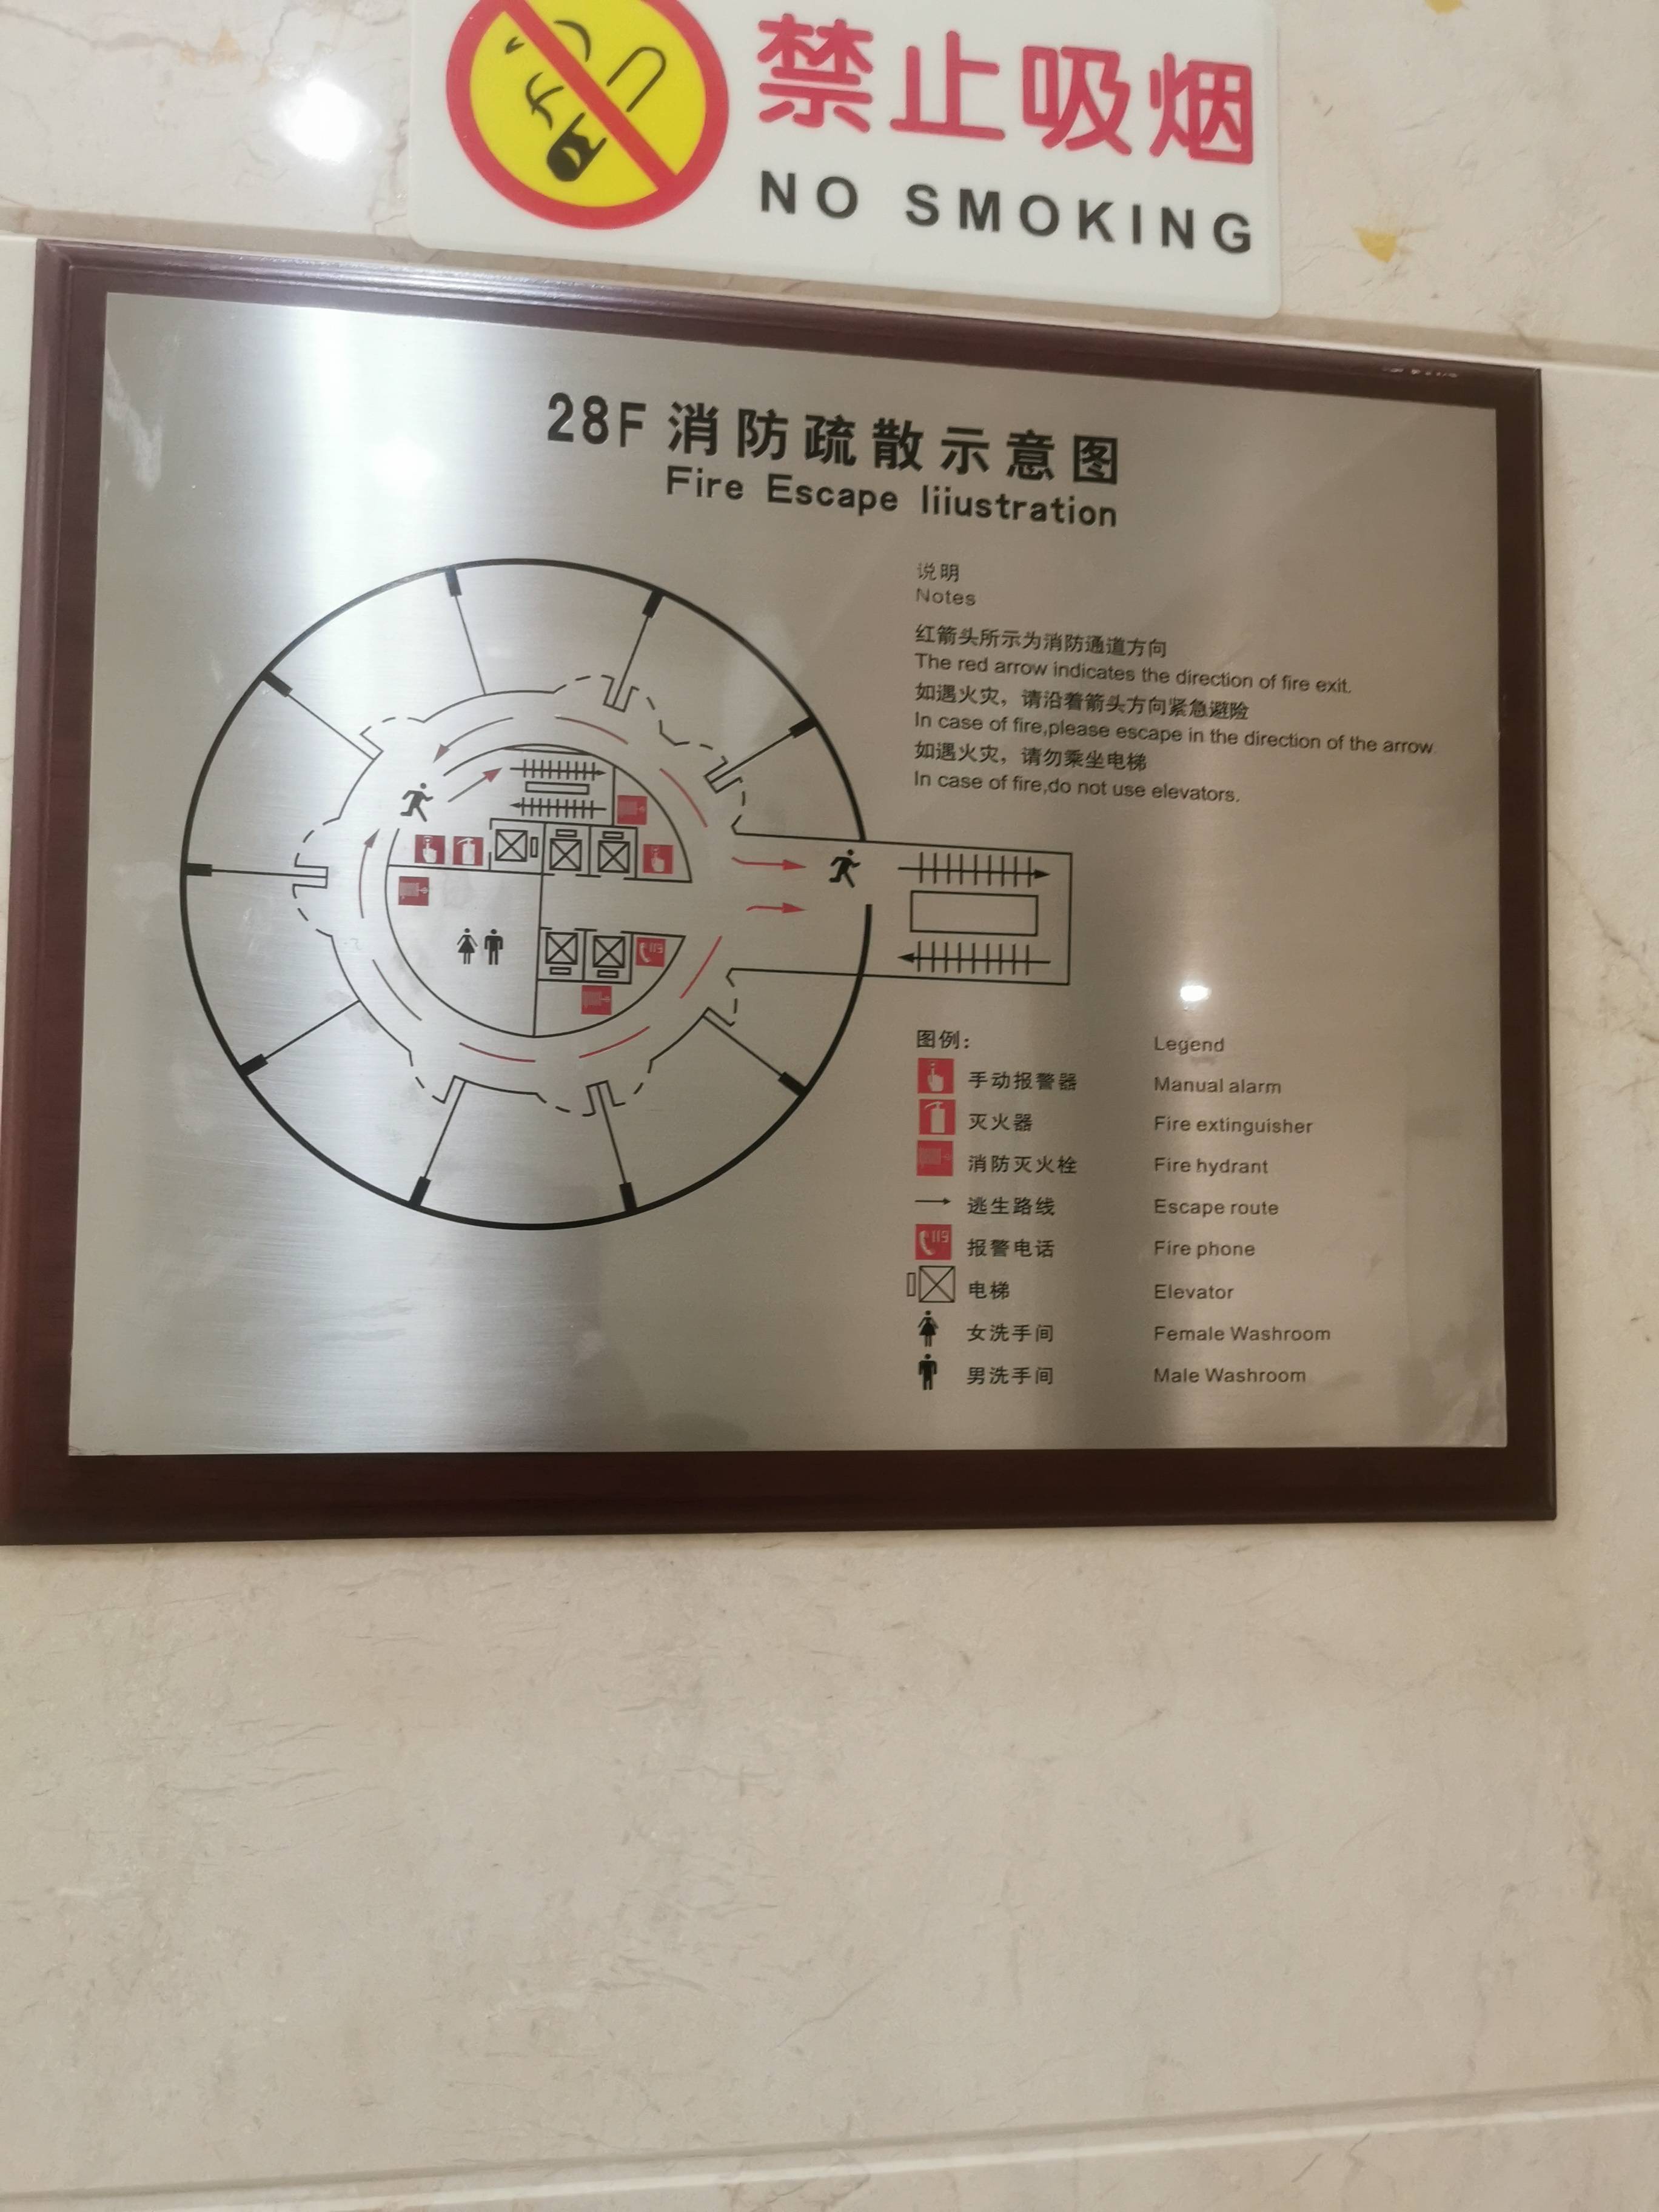 禁止吸烟
NO SMOKING
28F 消防疏散示意图
Fire Escape Iiiustration
说明
Notes
红箭头所示为消防通道方向
The red arrow indicates the direction of fire exit.
如遇火灾，请沿着箭头方向紧急避险
In case of fire,please escape in the direction of the arrow.
如遇火灾，请勿乘坐电梯
In case of fire,do not use elevators.
119
图例： Legend
手动报警器 Manual alarm
灭火器 Fire extinguisher
消防灭火栓 Fire hydrant
逃生路线 Escape route
119 报警电话 Fire phone
电梯 Elevator
女洗手间 Female Washroom
男洗手间 Male Washroom